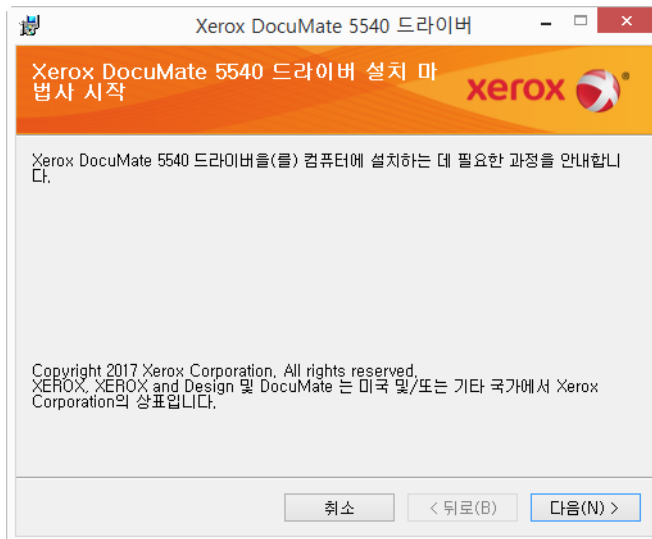 Xerox DocuMate 5540 드라이버
Xerox DocuMate 5540 드라이버 설치 마
법사 시작
xerox
Xerox DocuMate 5540 드라이버을(를) 컴퓨터에 설치하는 데 필요한 과정을 안내합니
다.
Copyright 2017 Xerox Corporation, All rights reserved,
XEROX, XEROX and Design 및 DocuMate 는 미국 및/또는 기타 국가에서 Xerox
Corporation의 상표입니다.
취소
< 뒤로(B)
다음(N) >